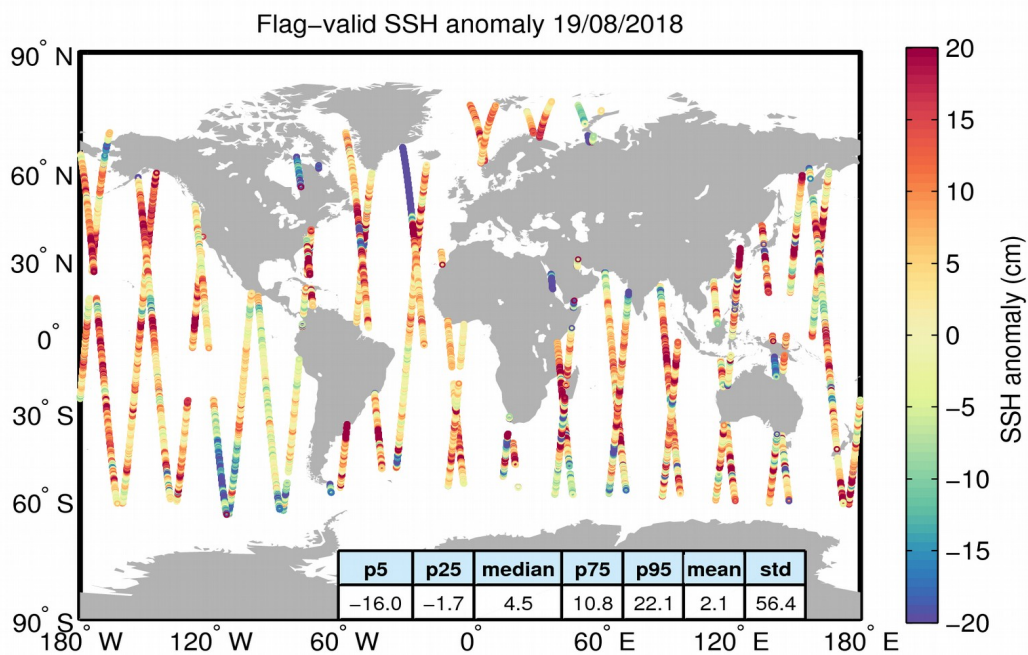 Flag−valid SSH anomaly 19/08/2018
90° N
60° N
30° N
0°
30° S
60° S
90° S
180° W
120° W
60° W
0°
60° E
120° E
180° E
p5 p25 median p75 p95 mean std
−16.0 −1.7 4.5 10.8 22.1 2.1 56.4
20
15
10
5
0
−5
−10
−15
−20
SSH anomaly (cm)